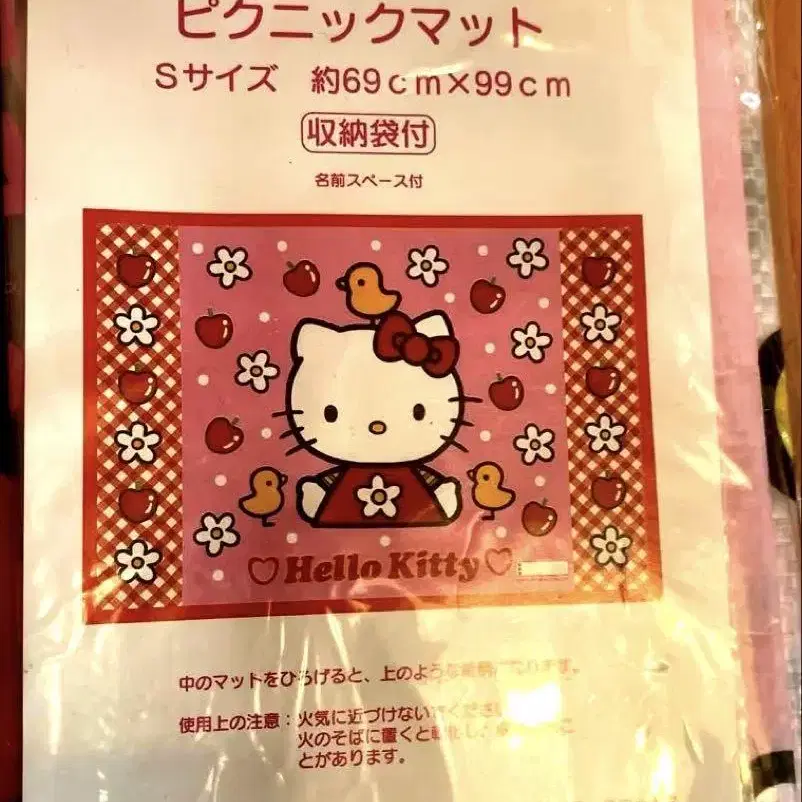 ピクニックマット
Sサイズ 約69cm×99cm
収納袋付
名前スペース付
♡Hello Kitty♡
中のマットをひろげると、上のような
使用上の注意:火気に近づけない
火のそばに置くと
とがあります。